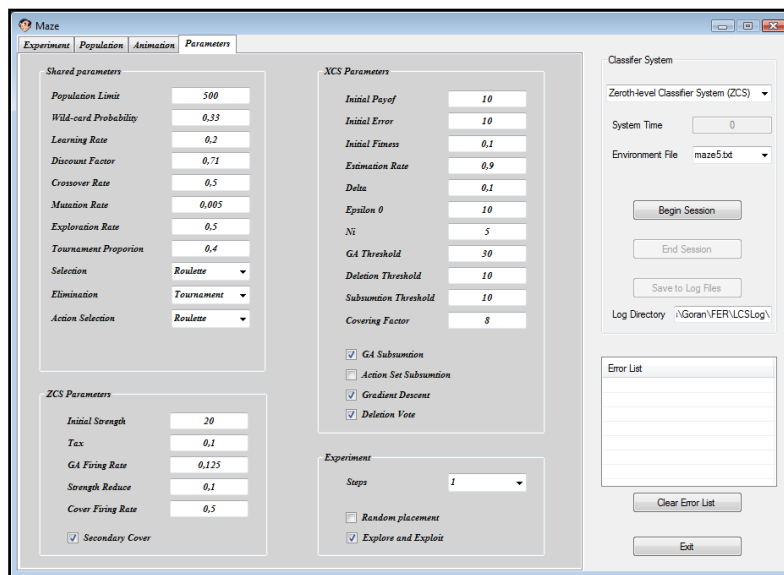 Maze
Experiment Population Animation Parameters
Shared parameters
Population Limit 500
Wild-card Probability 0,33
Learning Rate 0,2
Discount Factor 0,71
Crossover Rate 0,5
Mutation Rate 0,005
Exploration Rate 0,5
Tournament Proporion 0,4
Selection Roulette
Elimination Tournament
Action Selection Roulette
ZCS Parameters
Initial Strength 20
Tax 0,1
GA Firing Rate 0,125
Strength Reduce 0,1
Cover Firing Rate 0,5
Secondary Cover
XCS Parameters
Initial Payof 10
Initial Error 10
Initial Fitness 0,1
Estimation Rate 0,9
Delta 0,1
Epsilon 0 10
Ni 5
GA Threshold 30
Deletion Threshold 10
Subsumtion Threshold 10
Covering Factor 8
GA Subsumtion
Action Set Subsumtion
Gradient Descent
Deletion Vote
Experiment
Steps 1
Random placement
Explore and Exploit
Classifer System
Zeroth-level Classifier System (ZCS)
System Time 0
Environment File maze5.txt
Begin Session
End Session
Save to Log Files
Log Directory \Goran\FER\LCSLog\
Error List
Clear Error List
Exit